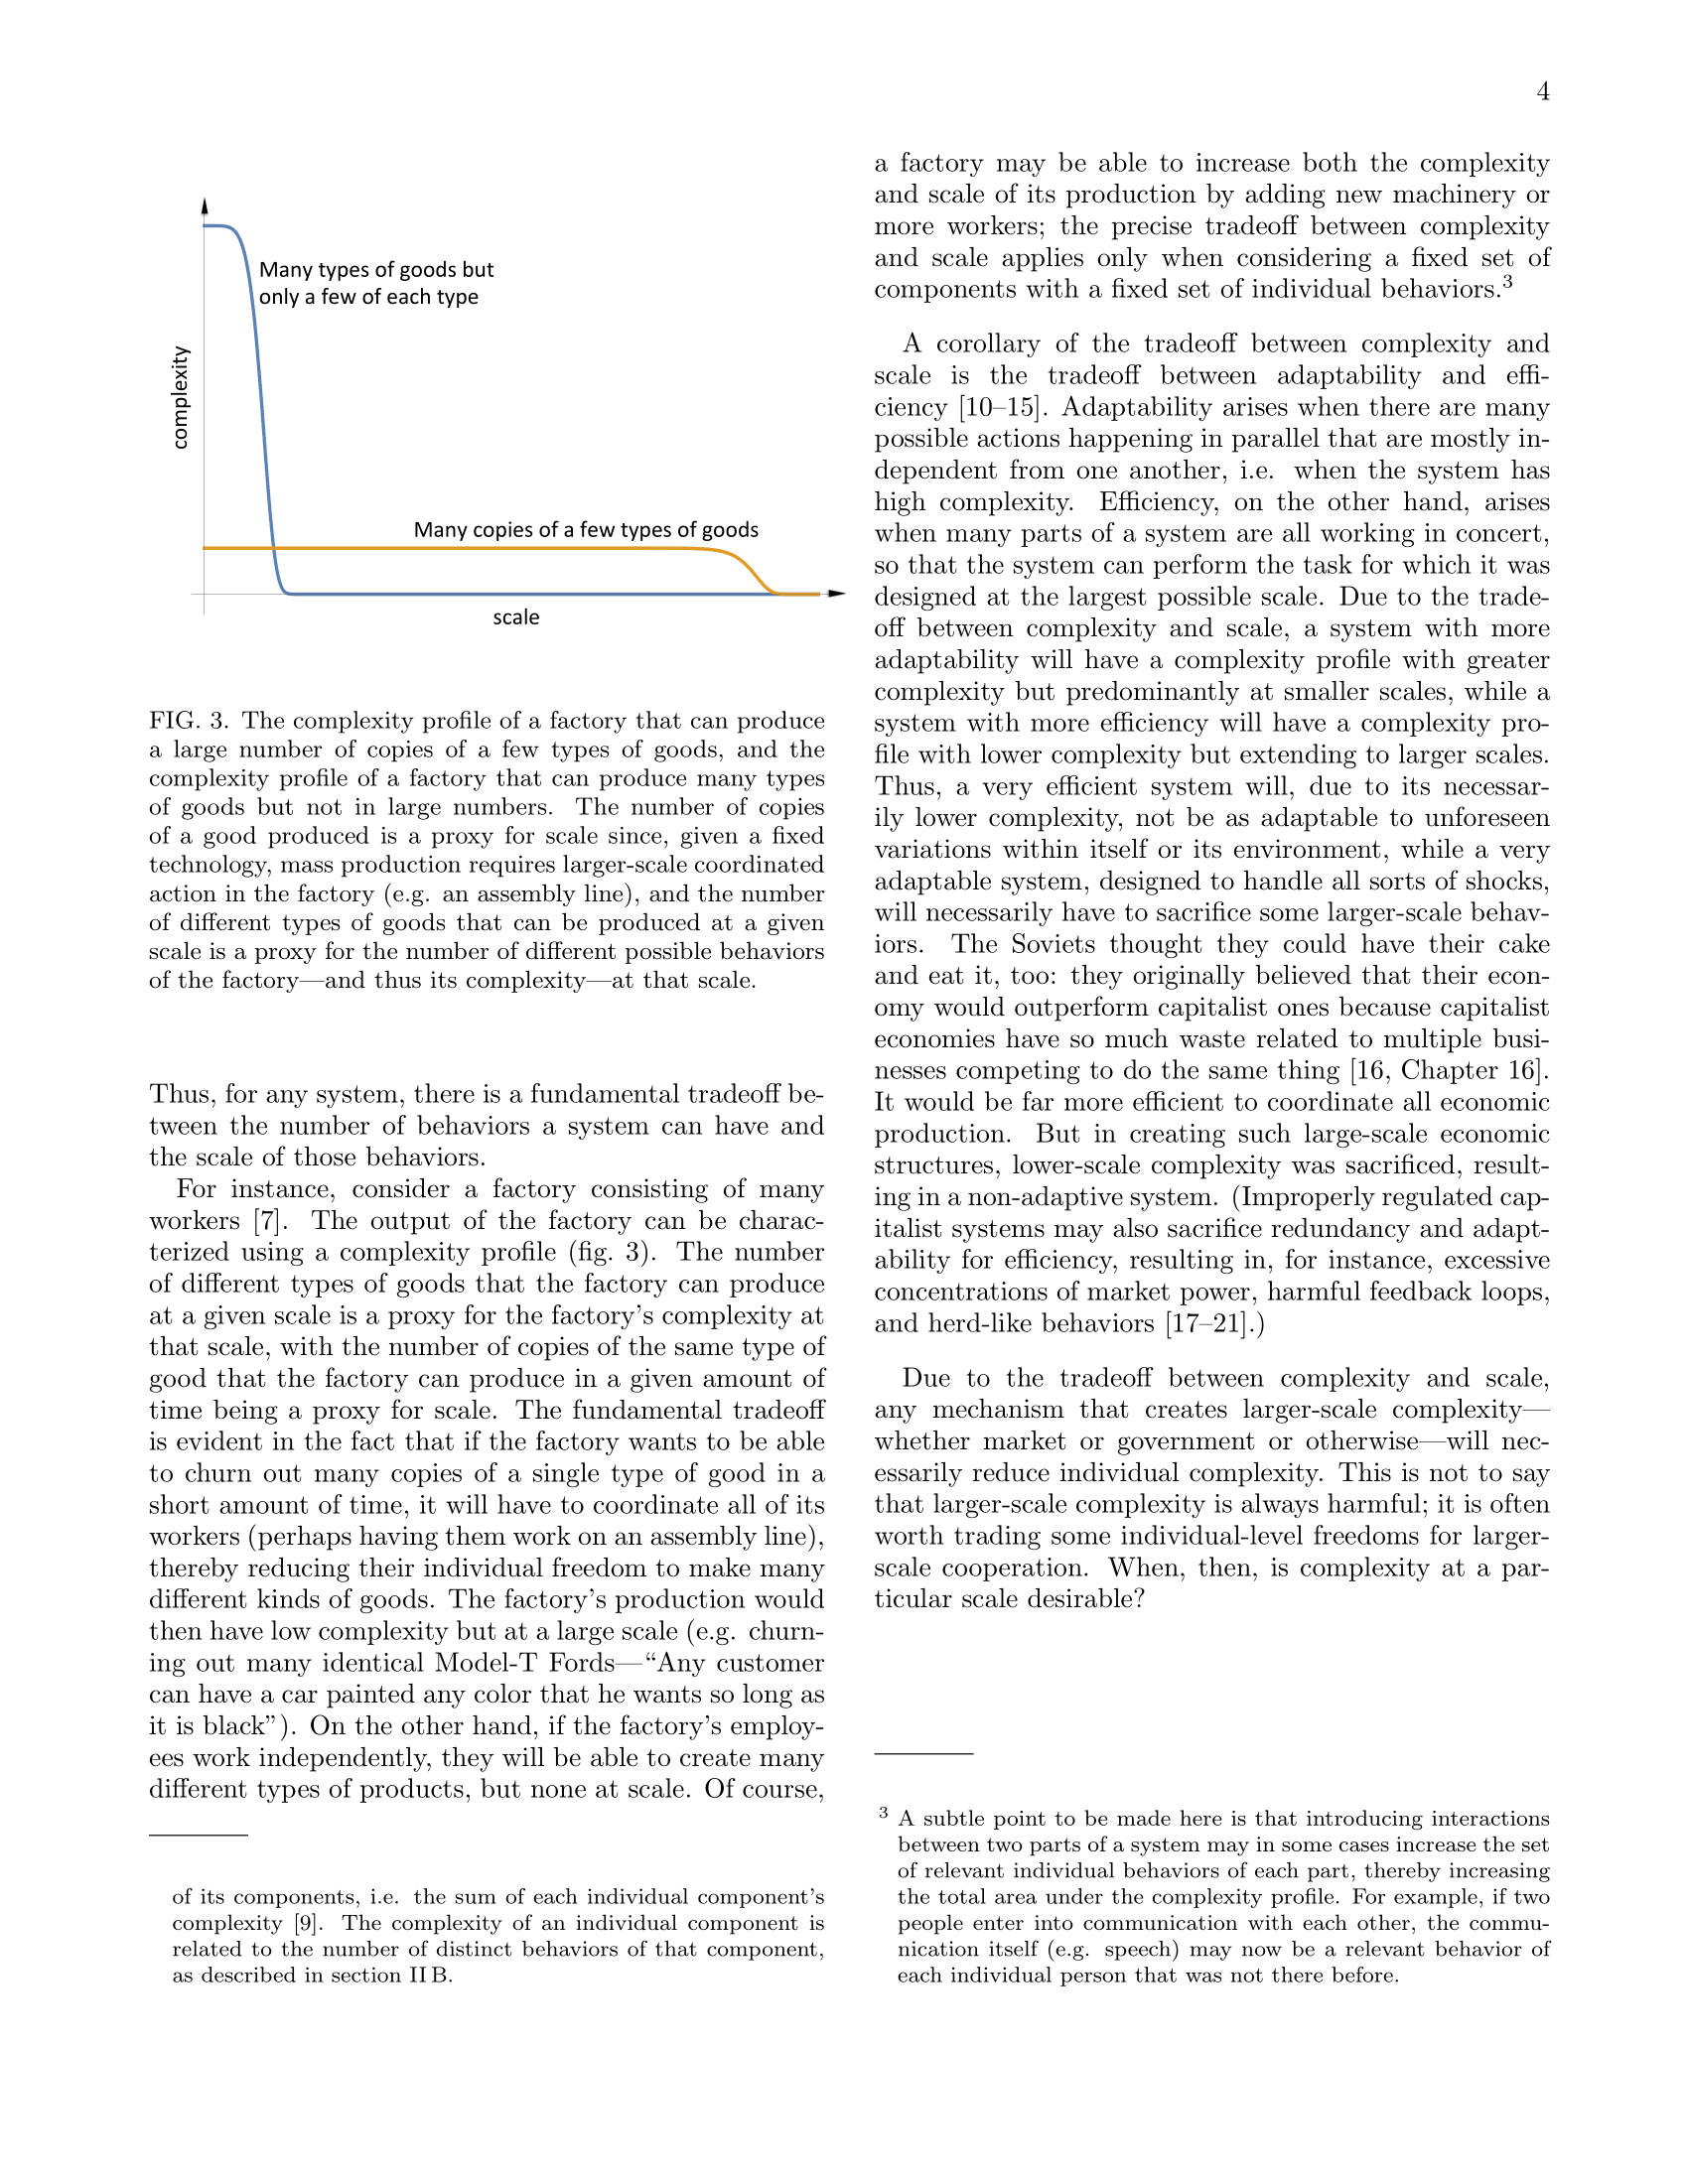 4
Many types of goods but
only a few of each type
complexity
Many copies of a few types of goods
scale
FIG. 3. The complexity profile of a factory that can produce
a large number of copies of a few types of goods, and the
complexity profile of a factory that can produce many types
of goods but not in large numbers. The number of copies
of a good produced is a proxy for scale since, given a fixed
technology, mass production requires larger-scale coordinated
action in the factory (e.g. an assembly line), and the number
of different types of goods that can be produced at a given
scale is a proxy for the number of different possible behaviors
of the factory—and thus its complexity—at that scale.
Thus, for any system, there is a fundamental tradeoff be-
tween the number of behaviors a system can have and
the scale of those behaviors.
For instance, consider a factory consisting of many
workers [7]. The output of the factory can be charac-
terized using a complexity profile (fig. 3). The number
of different types of goods that the factory can produce
at a given scale is a proxy for the factory's complexity at
that scale, with the number of copies of the same type of
good that the factory can produce in a given amount of
time being a proxy for scale. The fundamental tradeoff
is evident in the fact that if the factory wants to be able
to churn out many copies of a single type of good in a
short amount of time, it will have to coordinate all of its
workers (perhaps having them work on an assembly line),
thereby reducing their individual freedom to make many
different kinds of goods. The factory's production would
then have low complexity but at a large scale (e.g. churn-
ing out many identical Model-T Fords—“Any customer
can have a car painted any color that he wants so long as
it is black”). On the other hand, if the factory's employ-
ees work independently, they will be able to create many
different types of products, but none at scale. Of course,
of its components, i.e. the sum of each individual component's
complexity [9]. The complexity of an individual component is
related to the number of distinct behaviors of that component,
as described in section II B.
a factory may be able to increase both the complexity
and scale of its production by adding new machinery or
more workers; the precise tradeoff between complexity
and scale applies only when considering a fixed set of
components with a fixed set of individual behaviors.³
A corollary of the tradeoff between complexity and
scale is the tradeoff between adaptability and effi-
ciency [10–15]. Adaptability arises when there are many
possible actions happening in parallel that are mostly in-
dependent from one another, i.e. when the system has
high complexity. Efficiency, on the other hand, arises
when many parts of a system are all working in concert,
so that the system can perform the task for which it was
designed at the largest possible scale. Due to the trade-
off between complexity and scale, a system with more
adaptability will have a complexity profile with greater
complexity but predominantly at smaller scales, while a
system with more efficiency will have a complexity pro-
file with lower complexity but extending to larger scales.
Thus, a very efficient system will, due to its necessar-
ily lower complexity, not be as adaptable to unforeseen
variations within itself or its environment, while a very
adaptable system, designed to handle all sorts of shocks,
will necessarily have to sacrifice some larger-scale behav-
iors. The Soviets thought they could have their cake
and eat it, too: they originally believed that their econ-
omy would outperform capitalist ones because capitalist
economies have so much waste related to multiple busi-
nesses competing to do the same thing [16, Chapter 16].
It would be far more efficient to coordinate all economic
production. But in creating such large-scale economic
structures, lower-scale complexity was sacrificed, result-
ing in a non-adaptive system. (Improperly regulated cap-
italist systems may also sacrifice redundancy and adapt-
ability for efficiency, resulting in, for instance, excessive
concentrations of market power, harmful feedback loops,
and herd-like behaviors [17–21].)
Due to the tradeoff between complexity and scale,
any mechanism that creates larger-scale complexity—
whether market or government or otherwise—will nec-
essarily reduce individual complexity. This is not to say
that larger-scale complexity is always harmful; it is often
worth trading some individual-level freedoms for larger-
scale cooperation. When, then, is complexity at a par-
ticular scale desirable?
³ A subtle point to be made here is that introducing interactions
between two parts of a system may in some cases increase the set
of relevant individual behaviors of each part, thereby increasing
the total area under the complexity profile. For example, if two
people enter into communication with each other, the commu-
nication itself (e.g. speech) may now be a relevant behavior of
each individual person that was not there before.